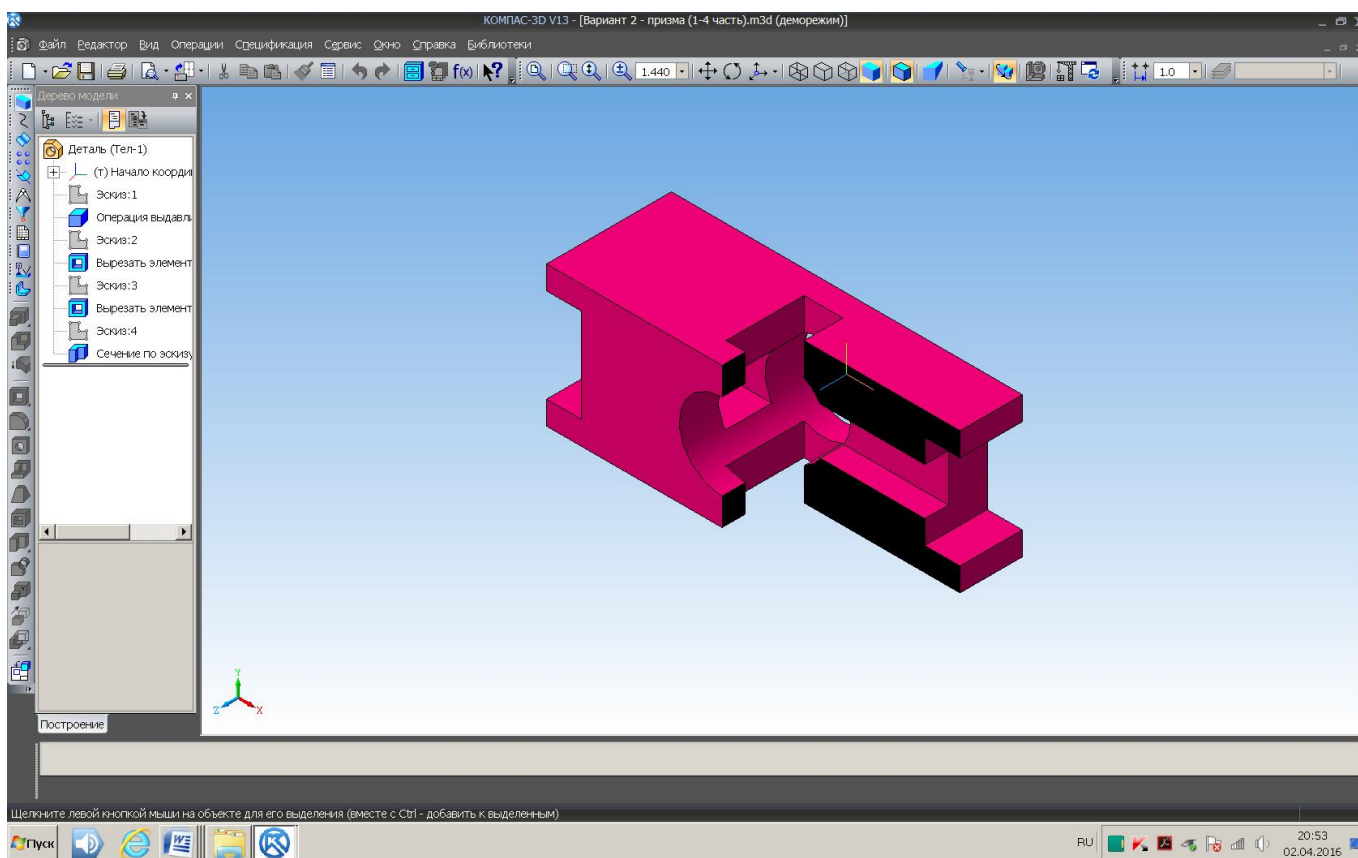 КОМПАС-3D V13 - [Вариант 2 - призма (1-4 часть).m3d (деморежим)]
Файл Редактор Вид Операции Спецификация Сервис Окно Справка Библиотеки
f(x) 1.440 1.0
Дерево модели
Деталь (Тел-1)
(т) Начало коорди
Эскиз:1
Операция выдавл
Эскиз:2
Вырезать элемент
Эскиз:3
Вырезать элемент
Эскиз:4
Сечение по эскизу
Y
Z X
Построение
Щелкните левой кнопкой мыши на объекте для его выделения (вместе с Ctrl - добавить к выделенным)
Пуск
RU
20:53
02.04.2016